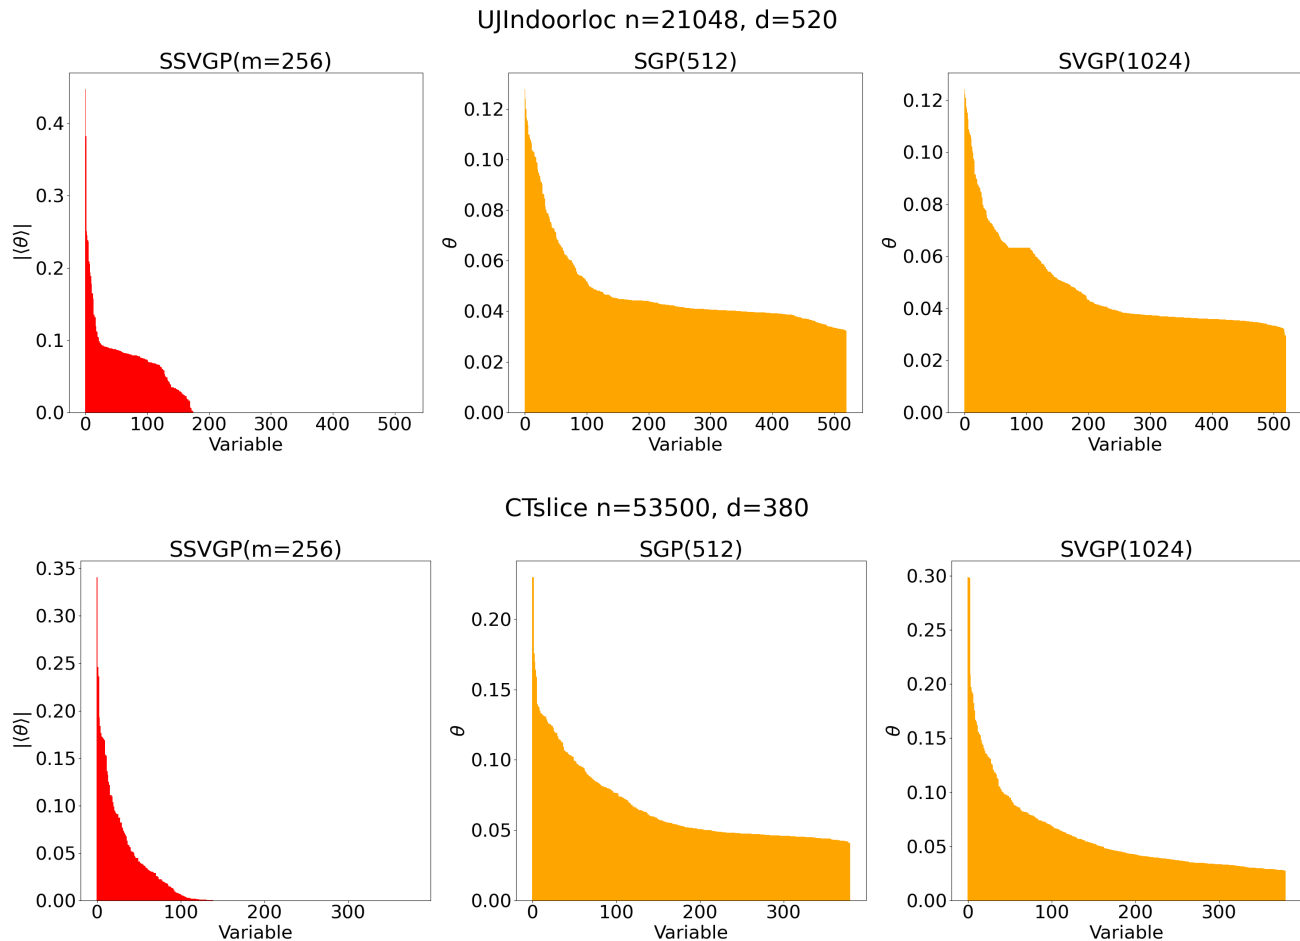 UJIndoorloc n=21048, d=520
SSVGP(m=256)
SGP(512)
SVGP(1024)
|⟨θ⟩|
0.4
0.3
0.2
0.1
0.0
0 100 200 300 400 500
Variable
θ
0.12
0.10
0.08
0.06
0.04
0.02
0.00
0 100 200 300 400 500
Variable
θ
0.12
0.10
0.08
0.06
0.04
0.02
0.00
0 100 200 300 400 500
Variable
CTslice n=53500, d=380
SSVGP(m=256)
SGP(512)
SVGP(1024)
|⟨θ⟩|
0.35
0.30
0.25
0.20
0.15
0.10
0.05
0.00
0 100 200 300
Variable
θ
0.20
0.15
0.10
0.05
0.00
0 100 200 300
Variable
θ
0.30
0.25
0.20
0.15
0.10
0.05
0.00
0 100 200 300
Variable